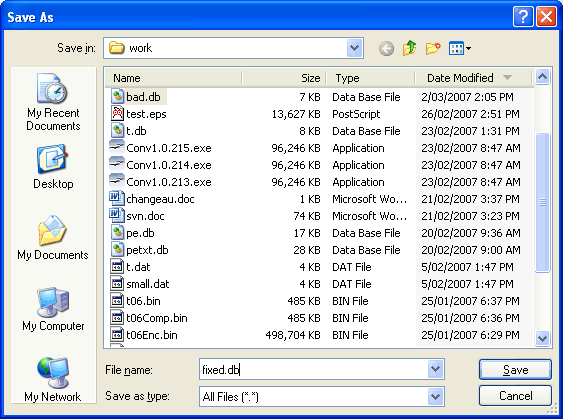 Save As
Save in: work
Name Size Type Date Modified
bad.db 7 KB Data Base File 2/03/2007 2:05 PM
test.eps 13,627 KB PostScript 26/02/2007 2:51 PM
t.db 8 KB Data Base File 23/02/2007 1:31 PM
Conv1.0.215.exe 96,246 KB Application 23/02/2007 8:47 AM
Conv1.0.214.exe 96,246 KB Application 23/02/2007 8:47 AM
Conv1.0.213.exe 96,246 KB Application 23/02/2007 8:47 AM
changeau.doc 1 KB Microsoft Wo... 21/02/2007 3:37 PM
svn.doc 74 KB Microsoft Wo... 21/02/2007 3:23 PM
pe.db 17 KB Data Base File 20/02/2007 9:36 AM
petxt.db 28 KB Data Base File 20/02/2007 9:00 AM
t.dat 4 KB DAT File 5/02/2007 1:47 PM
small.dat 4 KB DAT File 5/02/2007 1:47 PM
t06.bin 485 KB BIN File 25/01/2007 6:37 PM
t06Comp.bin 485 KB BIN File 25/01/2007 6:36 PM
t06Enc.bin 498,704 KB BIN File 25/01/2007 6:29 PM
My Recent
Documents
Desktop
My Documents
My Computer
My Network
File name: fixed.db Save
Save as type: All Files (*.*) Cancel